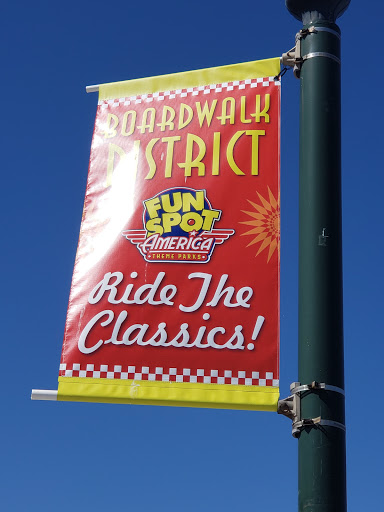 BOARDWALK
DISTRICT
FUN
SPOT
AMERICA
THEME PARKS
Ride The
Classics!